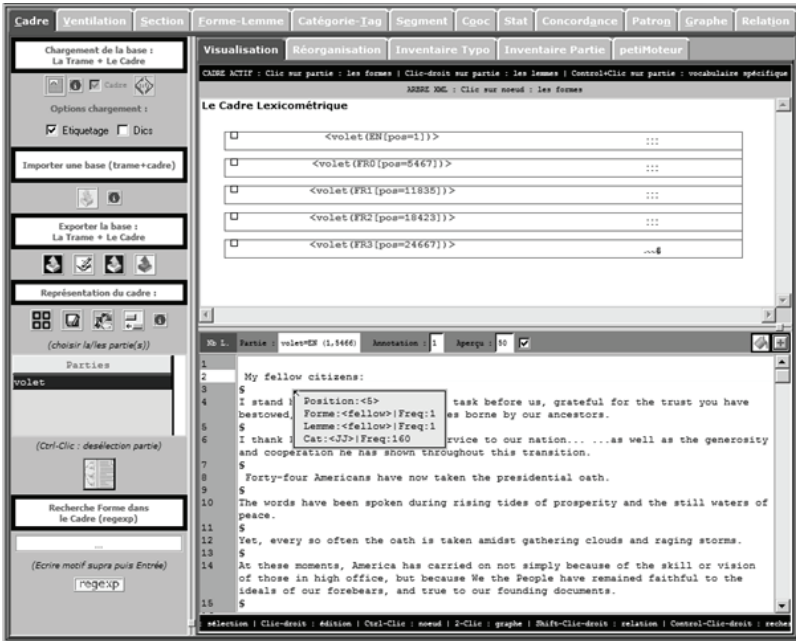 Cadre Ventilation Section Forme-Lemme Catégorie-Tag Segment Cooc Stat Concordance Patron Graphe Relation
Chargement de la base :
La Trame + Le Cadre
Cadre
Options chargement :
Etiquetage Dics
Importer une base (trame+cadre)
Exporter la base :
La Trame + Le Cadre
Représentation du cadre :
(choisir la/les partie(s))
Parties
volet
(Ctrl-Clic : desélection partie)
Recherche Forme dans
le Cadre (regexp)
...
(Ecrire motif supra puis Entrée)
regexp
Visualisation Réorganisation Inventaire Typo Inventaire Partie petiMoteur
CADRE ACTIF : Clic sur partie : les formes | Clic-droit sur partie : les lemmes | Control+Clic sur partie : vocabulaire spécifique
ARBRE XML : Clic sur noeud : les formes
Le Cadre Lexicométrique
<volet(EN[pos=1])>
<volet(FR0[pos=5467])>
<volet(FR1[pos=11835])>
<volet(FR2[pos=18423])>
<volet(FR3[pos=24667])>
Nb L. Partie : volet=EN (1,5466) Annotation : 1 Aperçu : 50
1
2 My fellow citizens:
3 §
4 I stand task before us, grateful for the trust you have
bestowed, es borne by our ancestors.
Position:<5>
Forme:<fellow>|Freq:1
Lemme:<fellow>|Freq:1
Cat:<JJ>|Freq:160
5 §
6 I thank rvice to our nation... ...as well as the generosity
and cooperation he has shown throughout this transition.
7 §
8 Forty-four Americans have now taken the presidential oath.
9 §
10 The words have been spoken during rising tides of prosperity and the still waters of
peace.
11 §
12 Yet, every so often the oath is taken amidst gathering clouds and raging storms.
13 §
14 At these moments, America has carried on not simply because of the skill or vision
of those in high office, but because We the People have remained faithful to the
ideals of our forebears, and true to our founding documents.
15 §
: sélection | Clic-droit : édition | Ctrl-Clic : noeud | 2-Clic : graphe | Shift-Clic-droit : relation | Control-Clic-droit : reche